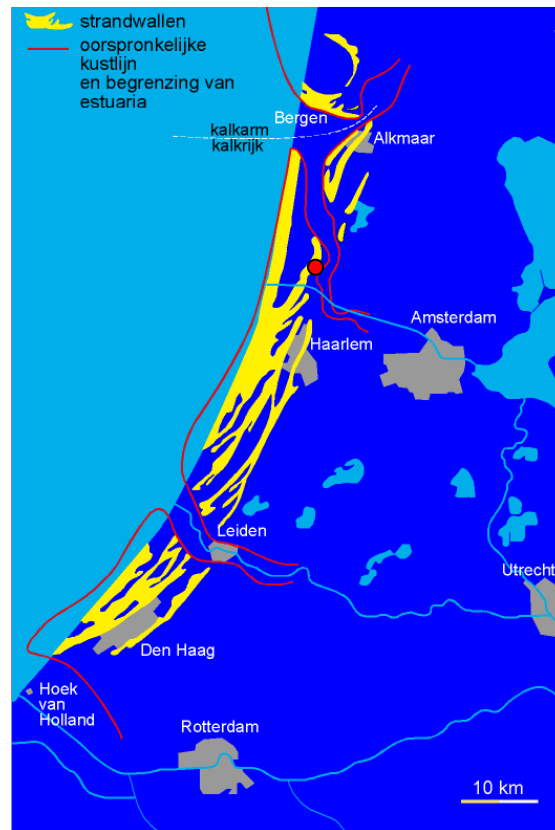 strandwallen
oorspronkelijke
kustlijn
en begrenzing van
estuaria
Bergen
kalkarm
kalkrijk
Alkmaar
Amsterdam
Haarlem
Leiden
Utrecht
Den Haag
Hoek
van
Holland
Rotterdam
10 km